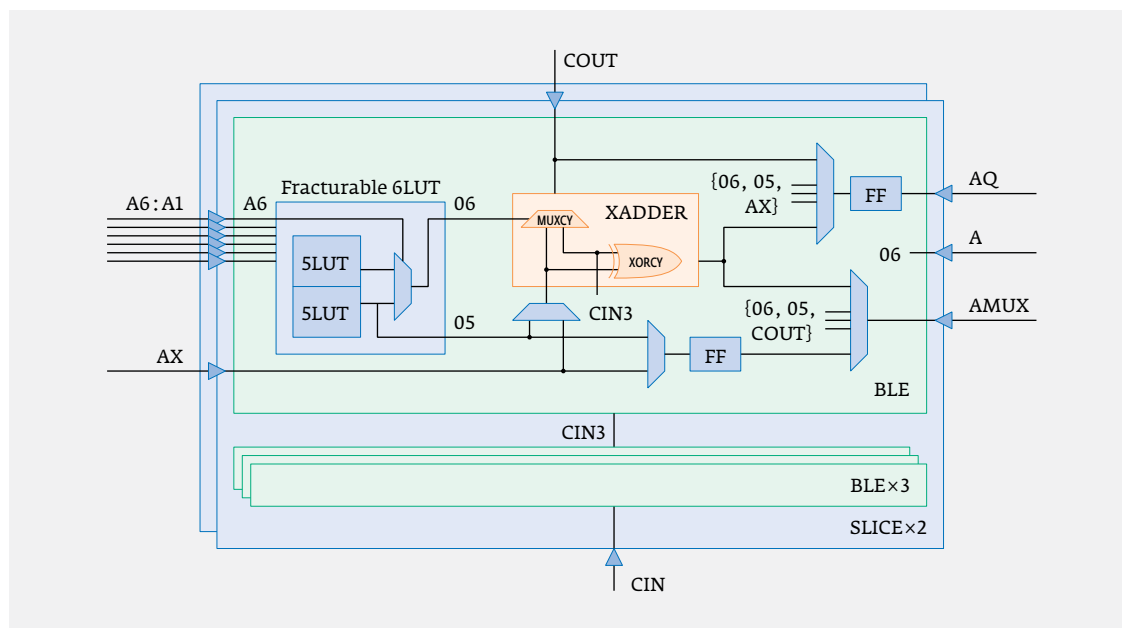 COUT
Fracturable 6LUT
A6:A1
A6
06
MUXCY
XADDER
XORCY
{06, 05,
AX}
FF
AQ
5LUT
5LUT
06
A
CIN3
{06, 05,
COUT}
AMUX
05
AX
FF
BLE
CIN3
BLE×3
SLICE×2
CIN